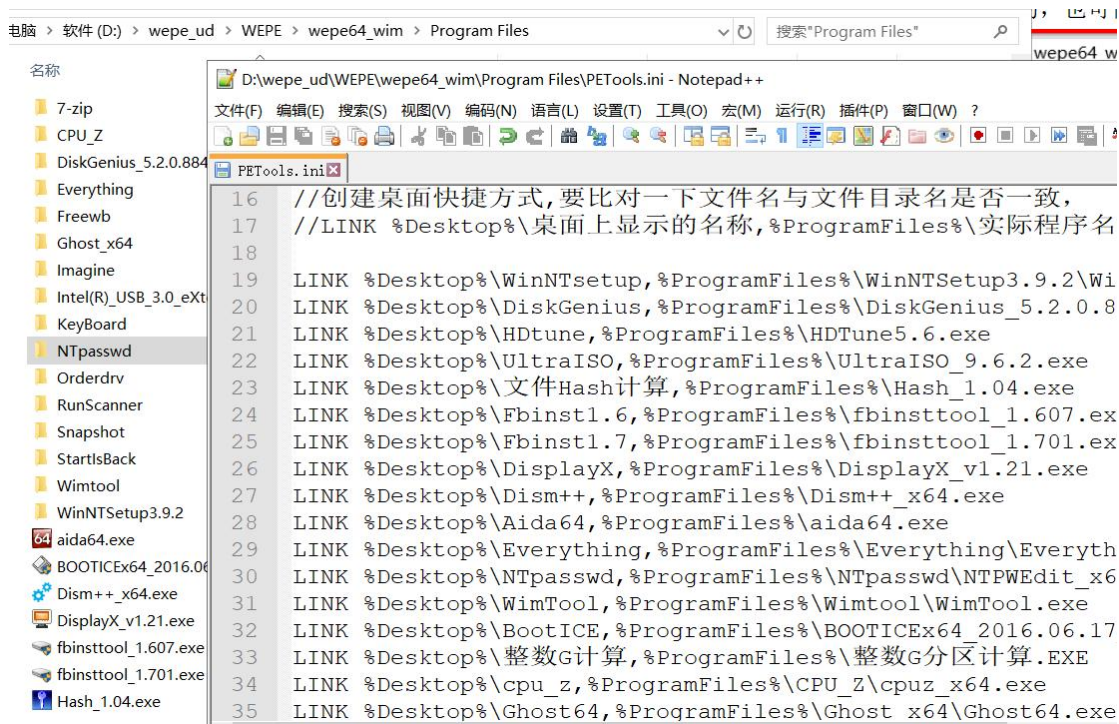 电脑 > 软件 (D:) > wepe_ud > WEPE > wepe64_wim > Program Files
搜索"Program Files"
wepe64_w
名称
7-zip
CPU_Z
DiskGenius_5.2.0.884
Everything
Freewb
Ghost_x64
Imagine
Intel(R)_USB_3.0_eXt
KeyBoard
NTpasswd
Orderdrv
RunScanner
Snapshot
StartIsBack
Wimtool
WinNTSetup3.9.2
aida64.exe
BOOTICEx64_2016.06
Dism++_x64.exe
DisplayX_v1.21.exe
fbinsttool_1.607.exe
fbinsttool_1.701.exe
Hash_1.04.exe
D:\wepe_ud\WEPE\wepe64_wim\Program Files\PETools.ini - Notepad++
文件(F) 编辑(E) 搜索(S) 视图(V) 编码(N) 语言(L) 设置(T) 工具(O) 宏(M) 运行(R) 插件(P) 窗口(W) ?
PETools.ini
16 //创建桌面快捷方式,要比对一下文件名与文件目录名是否一致,
17 //LINK %Desktop%\桌面上显示的名称,%ProgramFiles%\实际程序名
18
19 LINK %Desktop%\WinNTsetup,%ProgramFiles%\WinNTSetup3.9.2\Wi
20 LINK %Desktop%\DiskGenius,%ProgramFiles%\DiskGenius_5.2.0.8
21 LINK %Desktop%\HDtune,%ProgramFiles%\HDTune5.6.exe
22 LINK %Desktop%\UltraISO,%ProgramFiles%\UltraISO_9.6.2.exe
23 LINK %Desktop%\文件Hash计算,%ProgramFiles%\Hash_1.04.exe
24 LINK %Desktop%\Fbinst1.6,%ProgramFiles%\fbinsttool_1.607.ex
25 LINK %Desktop%\Fbinst1.7,%ProgramFiles%\fbinsttool_1.701.ex
26 LINK %Desktop%\DisplayX,%ProgramFiles%\DisplayX_v1.21.exe
27 LINK %Desktop%\Dism++,%ProgramFiles%\Dism++_x64.exe
28 LINK %Desktop%\Aida64,%ProgramFiles%\aida64.exe
29 LINK %Desktop%\Everything,%ProgramFiles%\Everything\Everyth
30 LINK %Desktop%\NTpasswd,%ProgramFiles%\NTpasswd\NTPWEdit_x6
31 LINK %Desktop%\WimTool,%ProgramFiles%\Wimtool\WimTool.exe
32 LINK %Desktop%\BootICE,%ProgramFiles%\BOOTICEx64_2016.06.17
33 LINK %Desktop%\整数G计算,%ProgramFiles%\整数G分区计算.EXE
34 LINK %Desktop%\cpu_z,%ProgramFiles%\CPU_Z\cpuz_x64.exe
35 LINK %Desktop%\Ghost64,%ProgramFiles%\Ghost_x64\Ghost64.exe